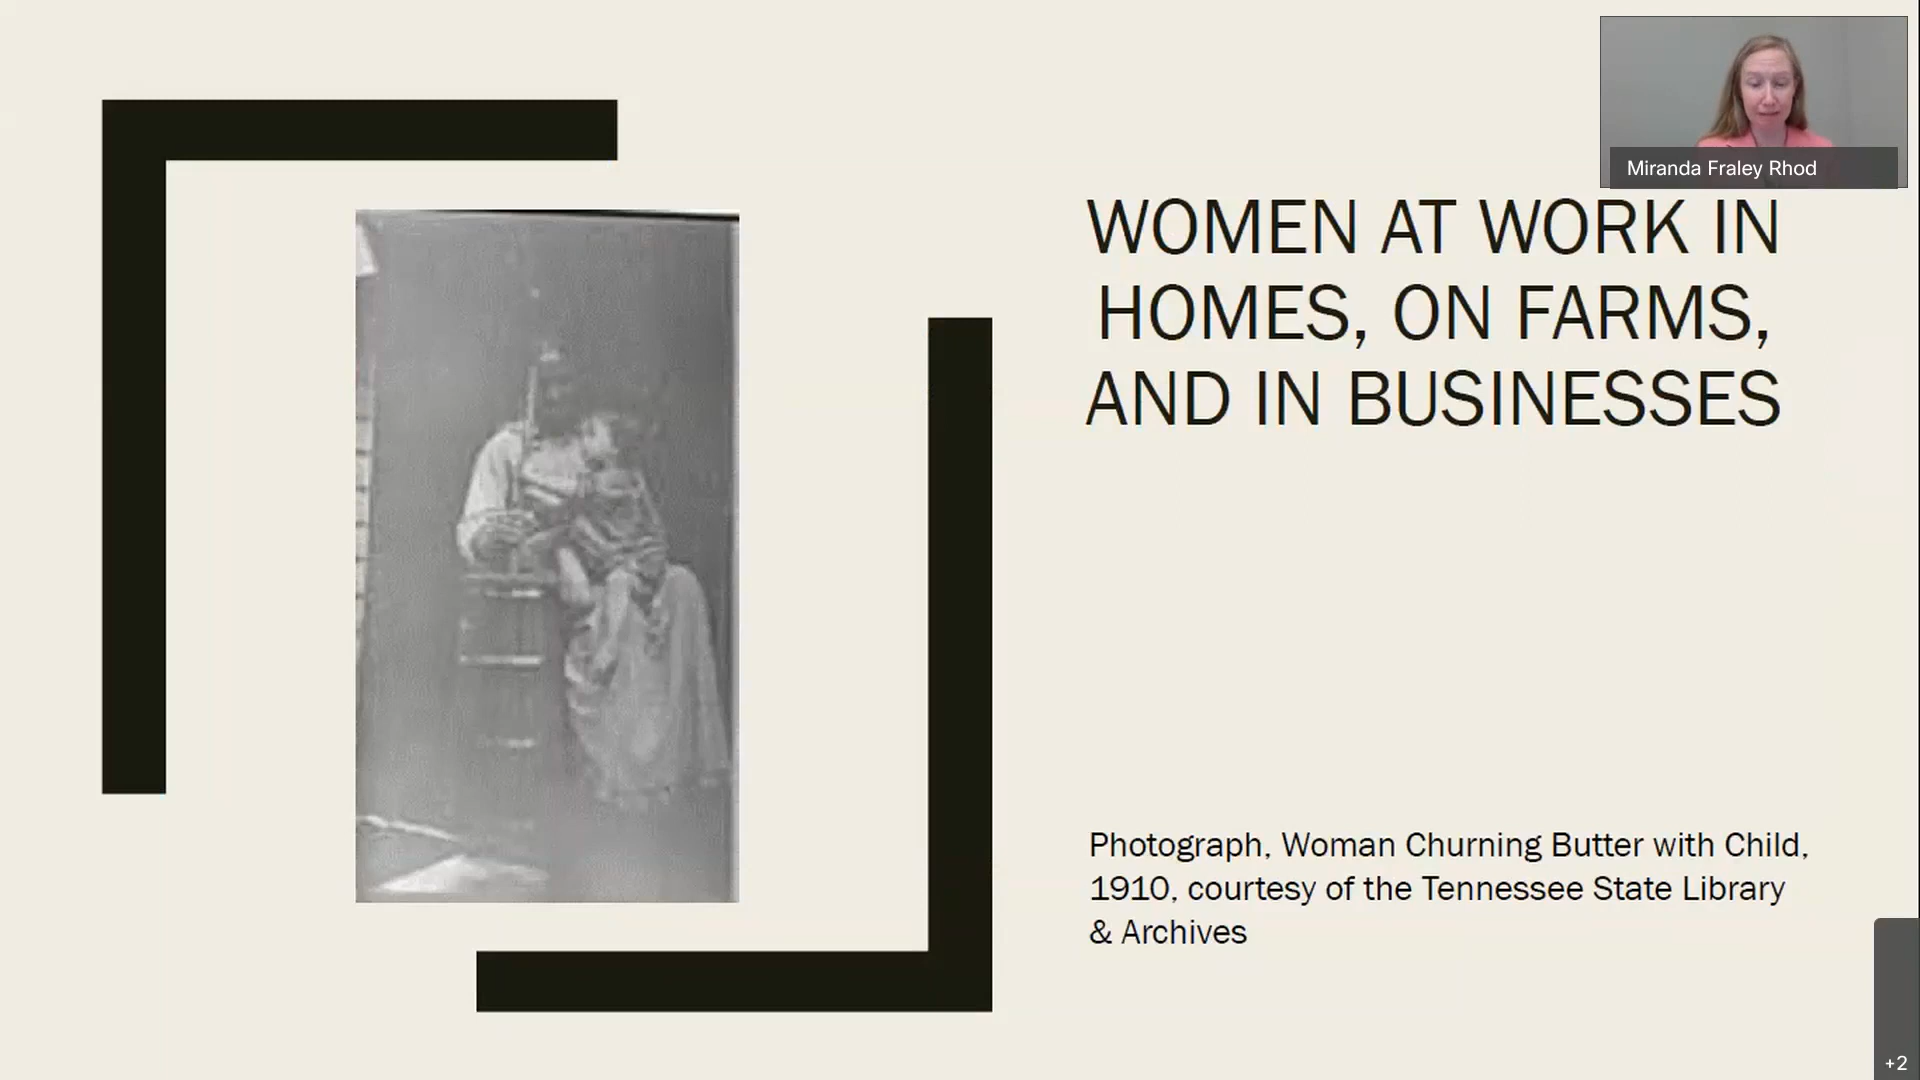 Miranda Fraley Rhod
WOMEN AT WORK IN
HOMES, ON FARMS,
AND IN BUSINESSES
Photograph, Woman Churning Butter with Child,
1910, courtesy of the Tennessee State Library
& Archives
+2